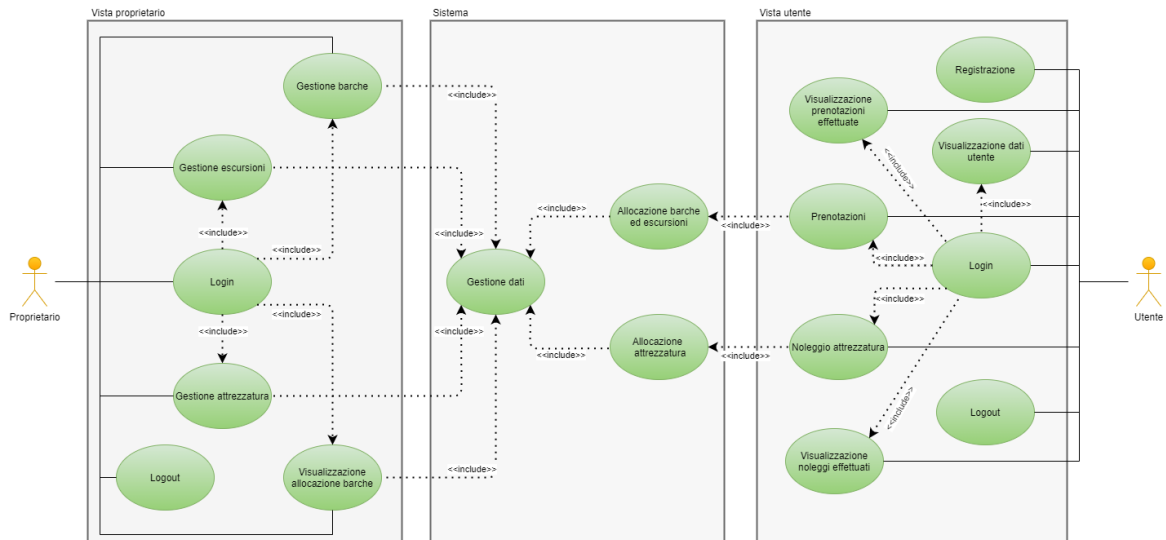 Vista proprietario
Sistema
Vista utente
Gestione barche
<<include>>
<<include>>
Gestione escursioni
<<include>>
<<include>>
<<include>>
Login
Proprietario
<<include>>
<<include>>
Gestione attrezzatura
<<include>>
Logout
Visualizzazione
allocazione barche
<<include>>
Gestione dati
<<include>>
Allocazione barche
ed escursioni
<<include>>
<<include>>
Allocazione
attrezzatura
<<include>>
Registrazione
Visualizzazione
prenotazioni
effettuate
Visualizzazione dati
utente
<<include>>
<<include>>
Prenotazioni
<<include>>
Login
<<include>>
Utente
Noleggio attrezzatura
<<include>>
Logout
Visualizzazione
noleggi effettuati